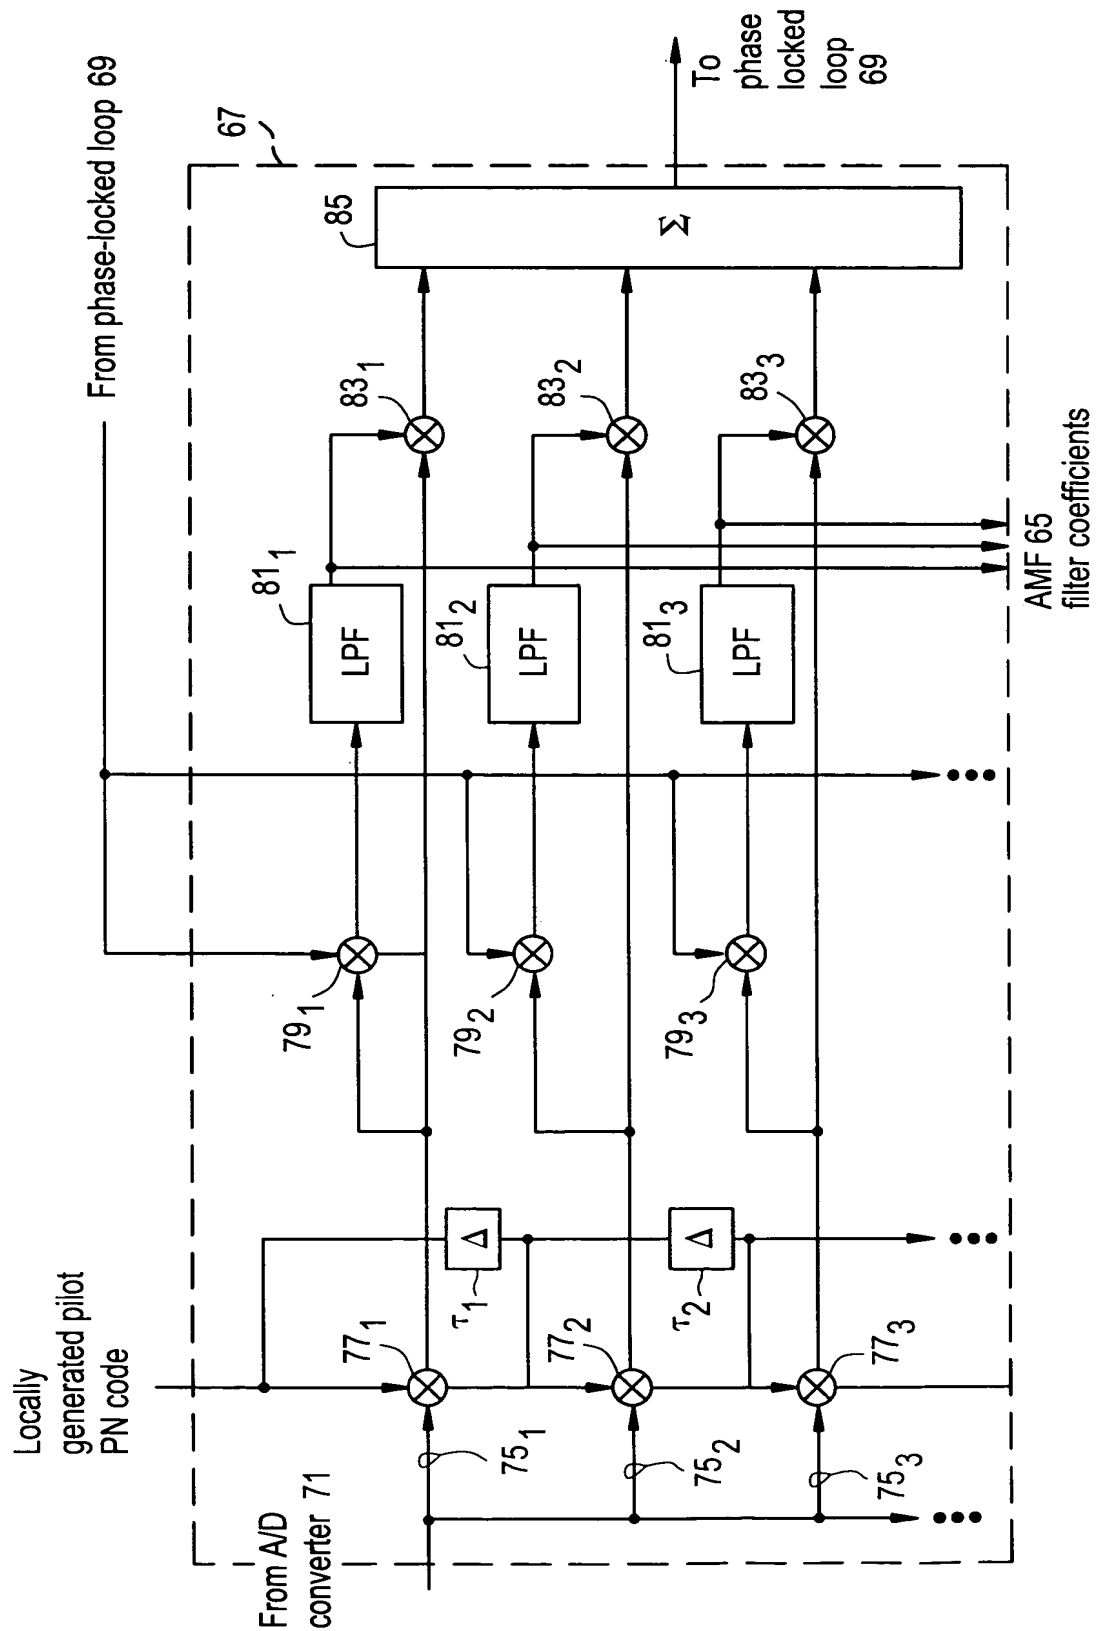 Locally
generated pilot
PN code
From phase-locked loop 69
67
From A/D
converter 71
75₁
75₂
75₃
77₁
77₂
77₃
τ₁
Δ
τ₂
Δ
79₁
79₂
79₃
81₁
LPF
81₂
LPF
81₃
LPF
83₁
83₂
83₃
85
Σ
To
phase
locked
loop
69
AMF 65
filter coefficients